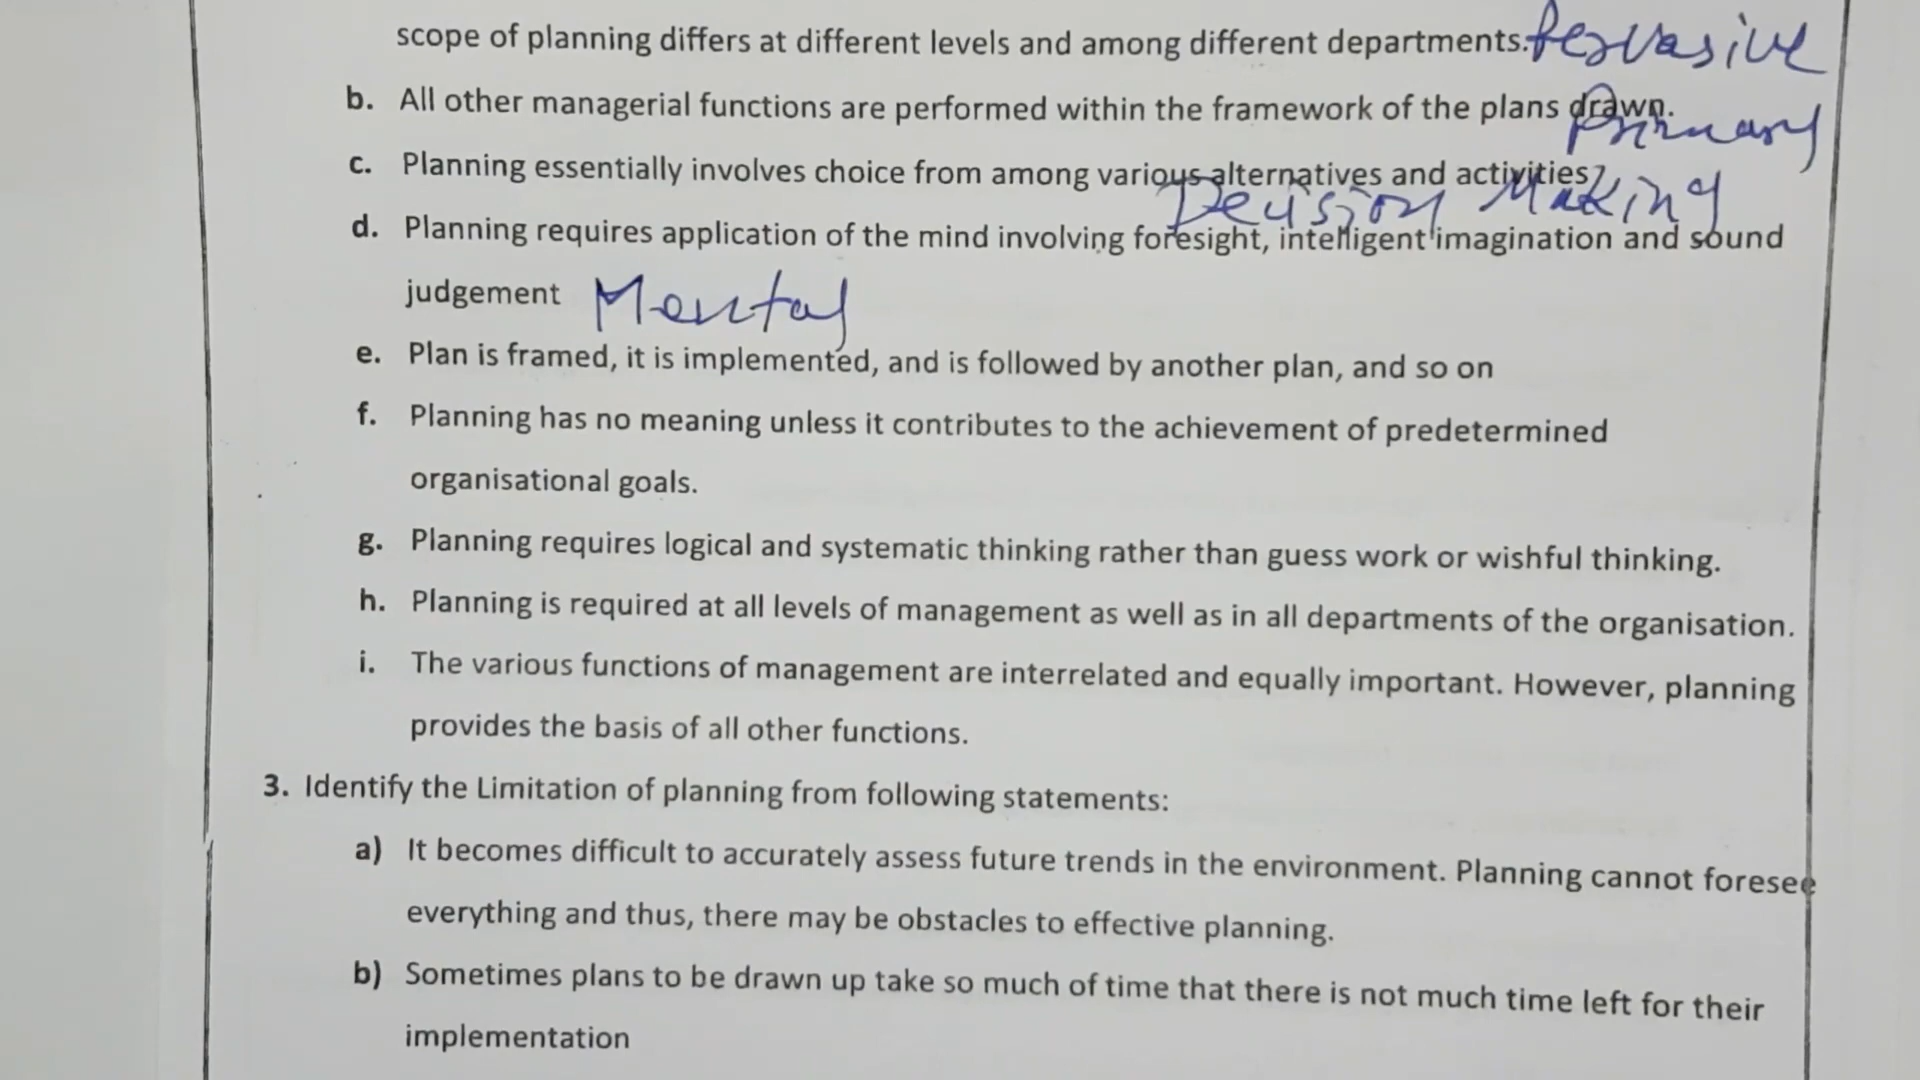 scope of planning differs at different levels and among different departments. Pervasive
b. All other managerial functions are performed within the framework of the plans drawn.
Primary
c. Planning essentially involves choice from among various alternatives and activities
Decision Making
d. Planning requires application of the mind involving foresight, intelligent imagination and sound
judgement Mental
e. Plan is framed, it is implemented, and is followed by another plan, and so on
f. Planning has no meaning unless it contributes to the achievement of predetermined
organisational goals.
g. Planning requires logical and systematic thinking rather than guess work or wishful thinking.
h. Planning is required at all levels of management as well as in all departments of the organisation.
i. The various functions of management are interrelated and equally important. However, planning
provides the basis of all other functions.
3. Identify the Limitation of planning from following statements:
a) It becomes difficult to accurately assess future trends in the environment. Planning cannot foresee
everything and thus, there may be obstacles to effective planning.
b) Sometimes plans to be drawn up take so much of time that there is not much time left for their
implementation